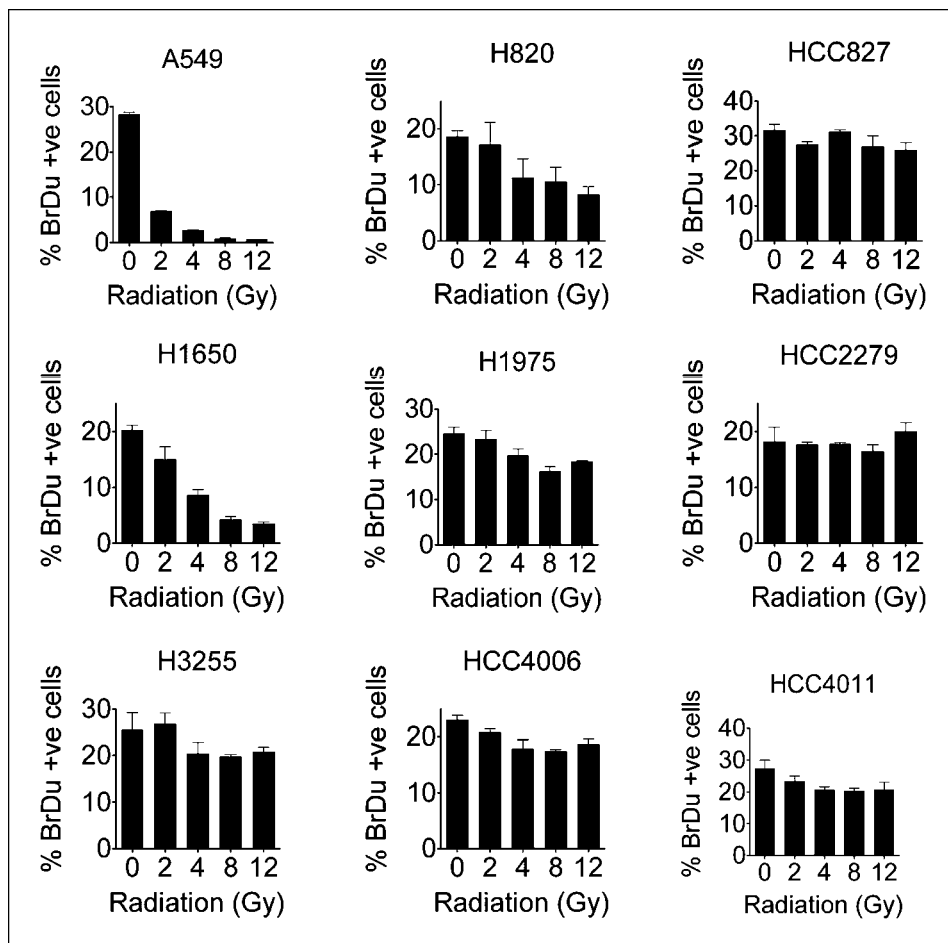 A549
H820
HCC827
% BrDu +ve cells
30
20
10
0
0 2 4 8 12
Radiation (Gy)
% BrDu +ve cells
20
10
0
0 2 4 8 12
Radiation (Gy)
% BrDu +ve cells
40
30
20
10
0
0 2 4 8 12
Radiation (Gy)
H1650
H1975
HCC2279
% BrDu +ve cells
20
10
0
0 2 4 8 12
Radiation (Gy)
% BrDu +ve cells
30
20
10
0
0 2 4 8 12
Radiation (Gy)
% BrDu +ve cells
20
10
0
0 2 4 8 12
Radiation (Gy)
H3255
HCC4006
HCC4011
% BrDu +ve cells
30
20
10
0
0 2 4 8 12
Radiation (Gy)
% BrDu +ve cells
20
10
0
0 2 4 8 12
Radiation (Gy)
% BrDu +ve cells
40
30
20
10
0
0 2 4 8 12
Radiation (Gy)